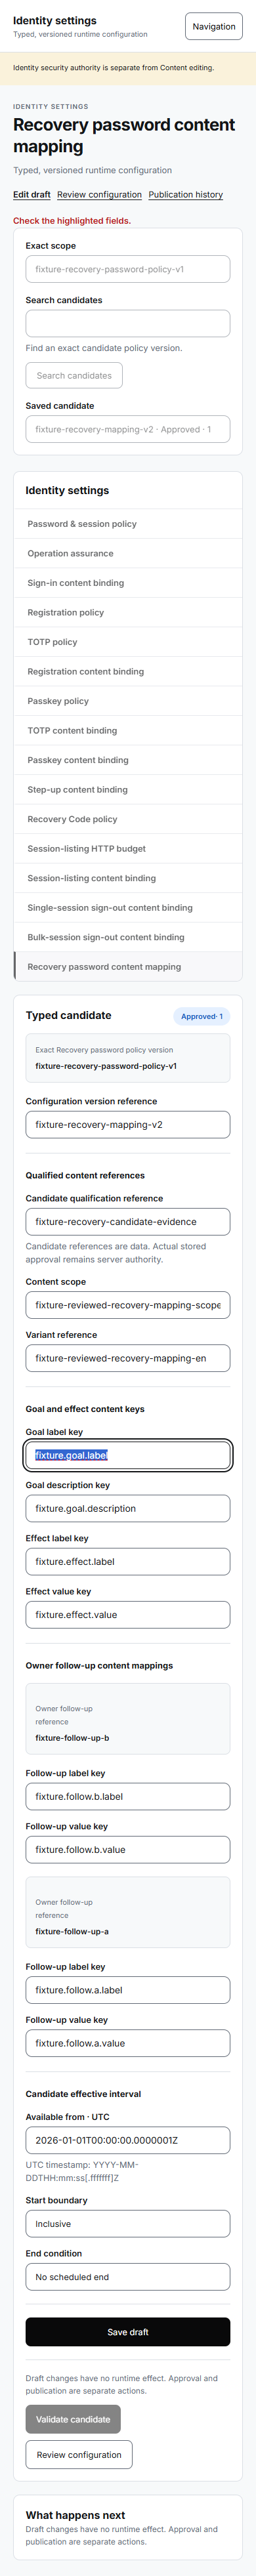 Identity settings
Typed, versioned runtime configuration
Navigation
Identity security authority is separate from Content editing.
IDENTITY SETTINGS
Recovery password content
mapping
Typed, versioned runtime configuration
Edit draft Review configuration Publication history
Check the highlighted fields.
Exact scope
fixture-recovery-password-policy-v1
Search candidates
Find an exact candidate policy version.
Search candidates
Saved candidate
fixture-recovery-mapping-v2 · Approved · 1
Identity settings
Password & session policy
Operation assurance
Sign-in content binding
Registration policy
TOTP policy
Registration content binding
Passkey policy
TOTP content binding
Passkey content binding
Step-up content binding
Recovery Code policy
Session-listing HTTP budget
Session-listing content binding
Single-session sign-out content binding
Bulk-session sign-out content binding
Recovery password content mapping
Typed candidate
Approved· 1
Exact Recovery password policy version
fixture-recovery-password-policy-v1
Configuration version reference
fixture-recovery-mapping-v2
Qualified content references
Candidate qualification reference
fixture-recovery-candidate-evidence
Candidate references are data. Actual stored
approval remains server authority.
Content scope
fixture-reviewed-recovery-mapping-scope
Variant reference
fixture-reviewed-recovery-mapping-en
Goal and effect content keys
Goal label key
fixture.goal.label
Goal description key
fixture.goal.description
Effect label key
fixture.effect.label
Effect value key
fixture.effect.value
Owner follow-up content mappings
Owner follow-up
reference
fixture-follow-up-b
Follow-up label key
fixture.follow.b.label
Follow-up value key
fixture.follow.b.value
Owner follow-up
reference
fixture-follow-up-a
Follow-up label key
fixture.follow.a.label
Follow-up value key
fixture.follow.a.value
Candidate effective interval
Available from · UTC
2026-01-01T00:00:00.0000001Z
UTC timestamp: YYYY-MM-
DDTHH:mm:ss[.fffffff]Z
Start boundary
Inclusive
End condition
No scheduled end
Save draft
Draft changes have no runtime effect. Approval and
publication are separate actions.
Validate candidate
Review configuration
What happens next
Draft changes have no runtime effect. Approval and
publication are separate actions.